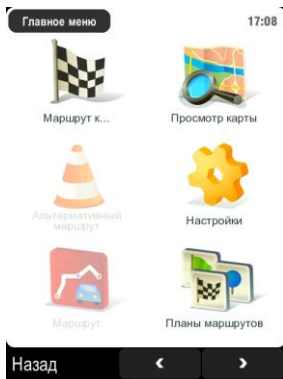 Главное меню
17:08
Маршрут к...
Просмотр карты
Альтернативный
маршрут
Настройки
Маршрут
Планы маршрутов
Назад